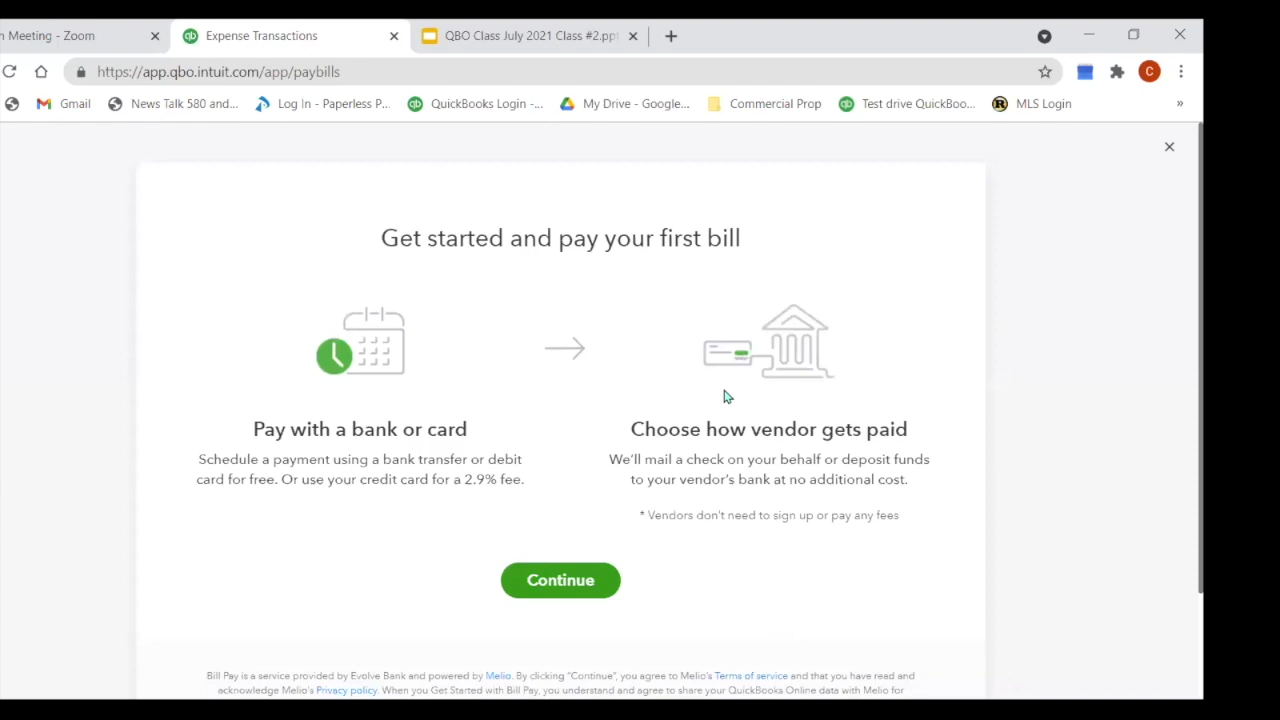 n Meeting - Zoom
Expense Transactions
QBO Class July 2021 Class #2.ppt
https://app.qbo.intuit.com/app/paybills
C
Gmail
News Talk 580 and...
Log In - Paperless P...
QuickBooks Login -...
My Drive - Google...
Commercial Prop
Test drive QuickBoo...
MLS Login
»
Get started and pay your first bill
Pay with a bank or card
Schedule a payment using a bank transfer or debit
card for free. Or use your credit card for a 2.9% fee.
Choose how vendor gets paid
We'll mail a check on your behalf or deposit funds
to your vendor's bank at no additional cost.
* Vendors don't need to sign up or pay any fees
Continue
Bill Pay is a service provided by Evolve Bank and powered by Melio. By clicking "Continue", you agree to Melio's Terms of service and that you have read and
acknowledge Melio's Privacy policy. When you Get Started with Bill Pay, you understand and agree to share your QuickBooks Online data with Melio for